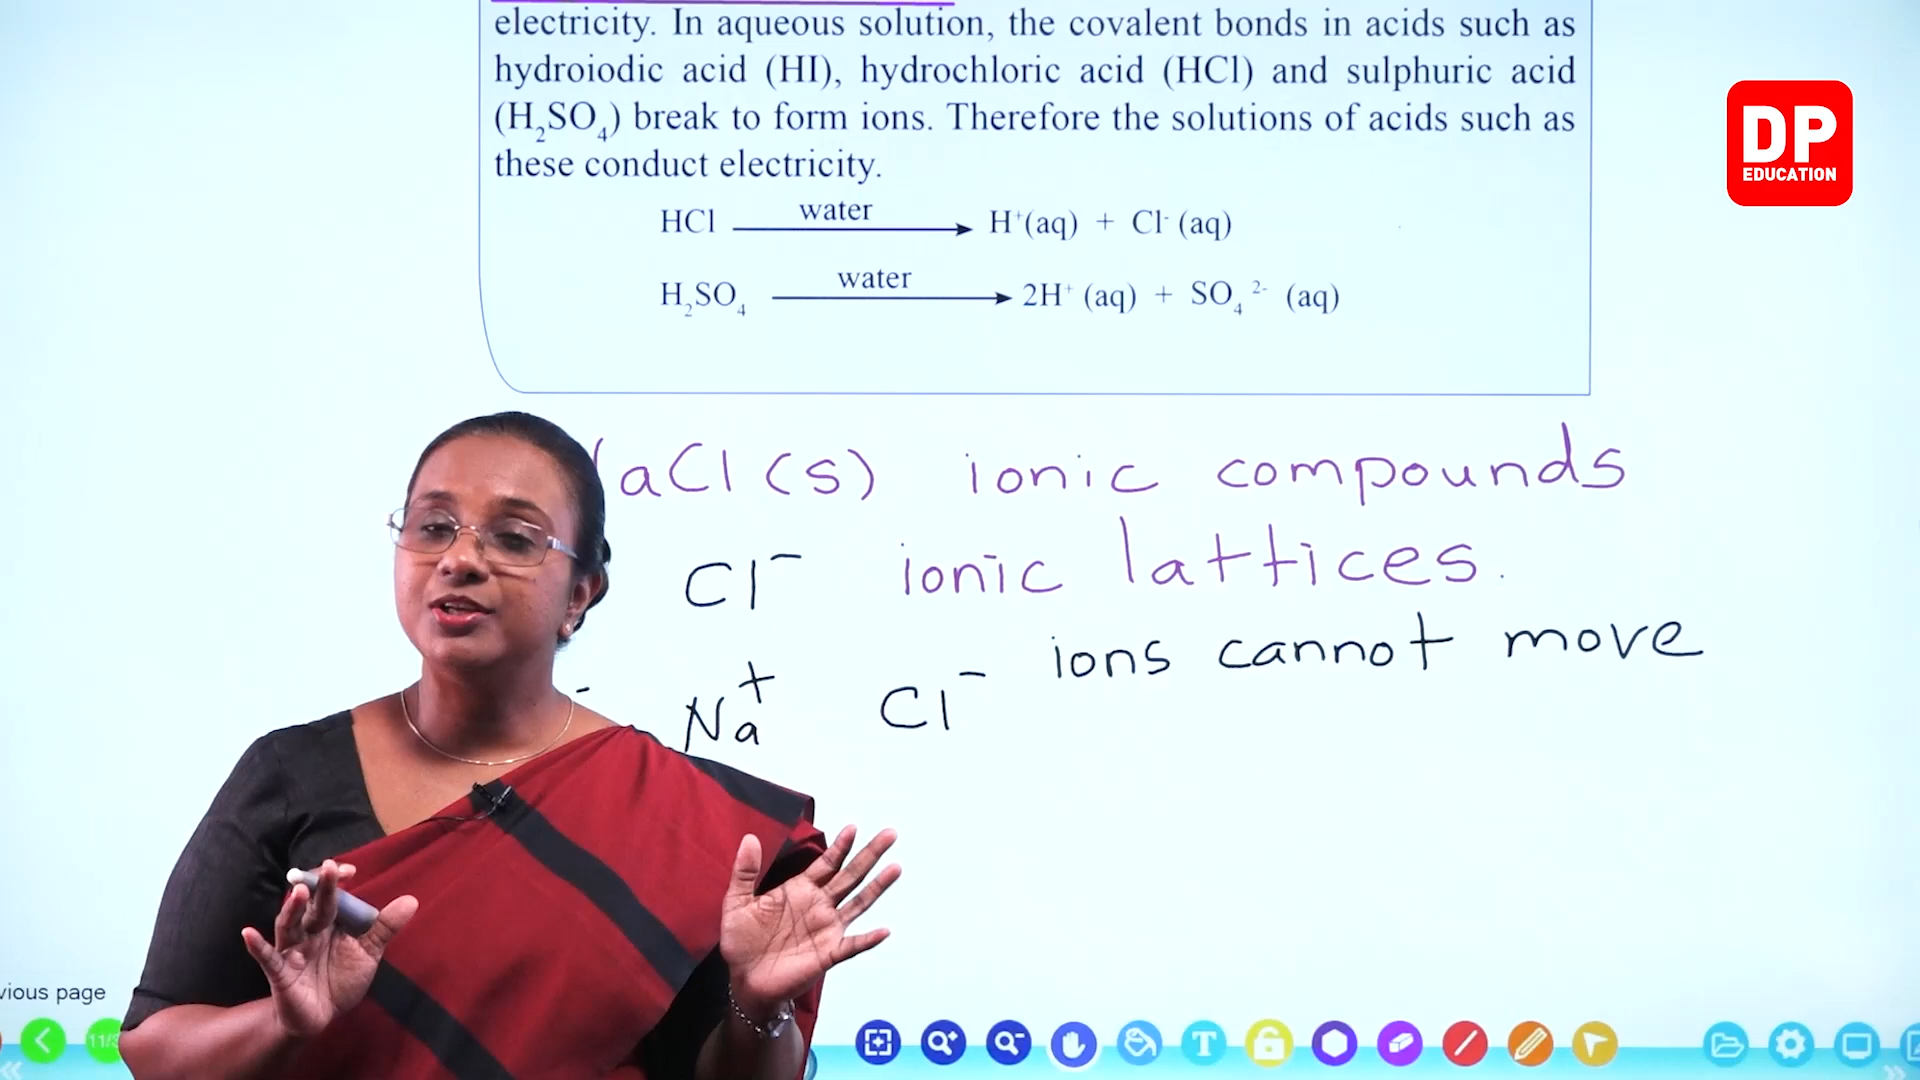 electricity. In aqueous solution, the covalent bonds in acids such as
hydroiodic acid (HI), hydrochloric acid (HCl) and sulphuric acid
(H₂SO₄) break to form ions. Therefore the solutions of acids such as
these conduct electricity.
DP
EDUCATION
water
HCl ⟶ H⁺(aq) + Cl⁻ (aq)
water
H₂SO₄ ⟶ 2H⁺ (aq) + SO₄²⁻ (aq)
aCl (s) ionic compounds
Cl⁻ ionic lattices.
ions cannot move
Na⁺ Cl⁻
vious page
11/3
T